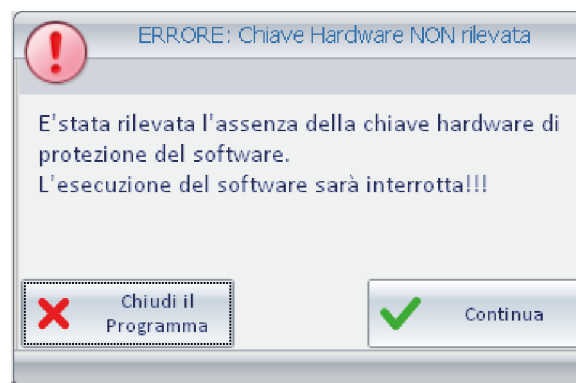 ERRORE: Chiave Hardware NON rilevata
E'stata rilevata l'assenza della chiave hardware di
protezione del software.
L'esecuzione del software sarà interrotta!!!
Chiudi il
Programma
Continua